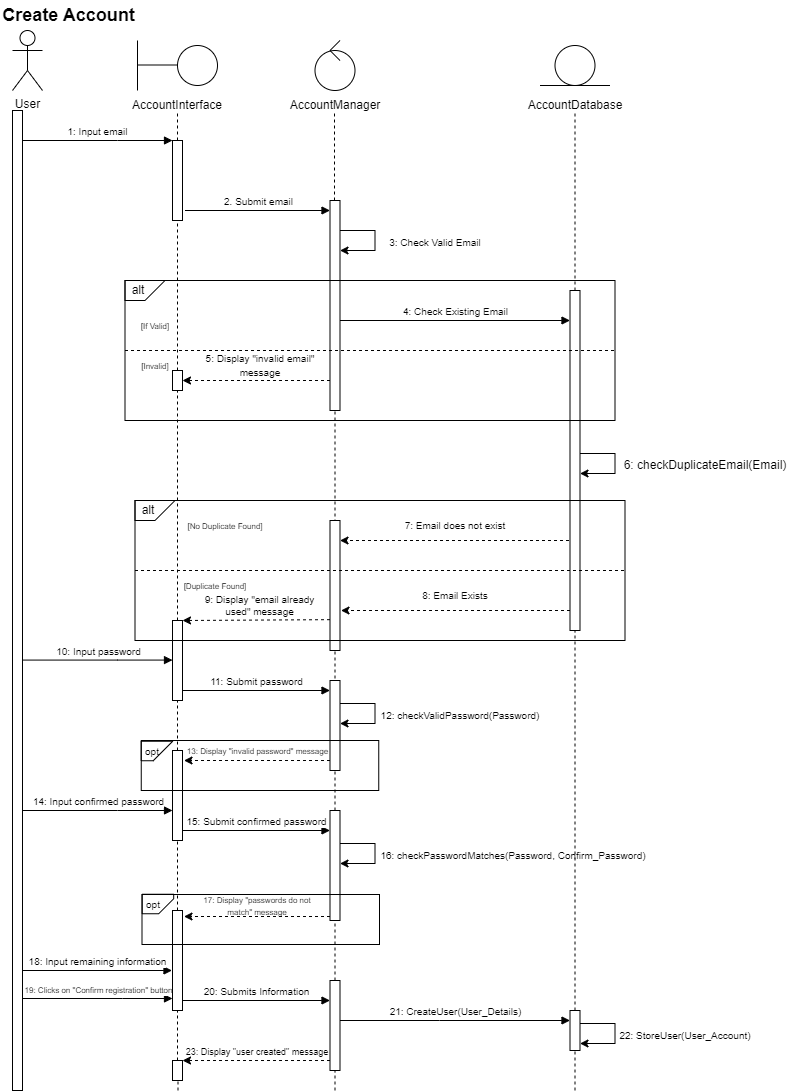 Create Account
User
AccountInterface
AccountManager
AccountDatabase
1: Input email
2. Submit email
3: Check Valid Email
alt
4: Check Existing Email
[If Valid]
5: Display "invalid email"
message
[Invalid]
6: checkDuplicateEmail(Email)
alt
[No Duplicate Found]
7: Email does not exist
[Duplicate Found]
8: Email Exists
9: Display "email already
used" message
10: Input password
11: Submit password
12: checkValidPassword(Password)
opt
13: Display "invalid password" message
14: Input confirmed password
15: Submit confirmed password
16: checkPasswordMatches(Password, Confirm_Password)
opt
17: Display "passwords do not
match" message
18: Input remaining information
19: Clicks on "Confirm registration" button
20: Submits Information
21: CreateUser(User_Details)
22: StoreUser(User_Account)
23: Display "user created" message